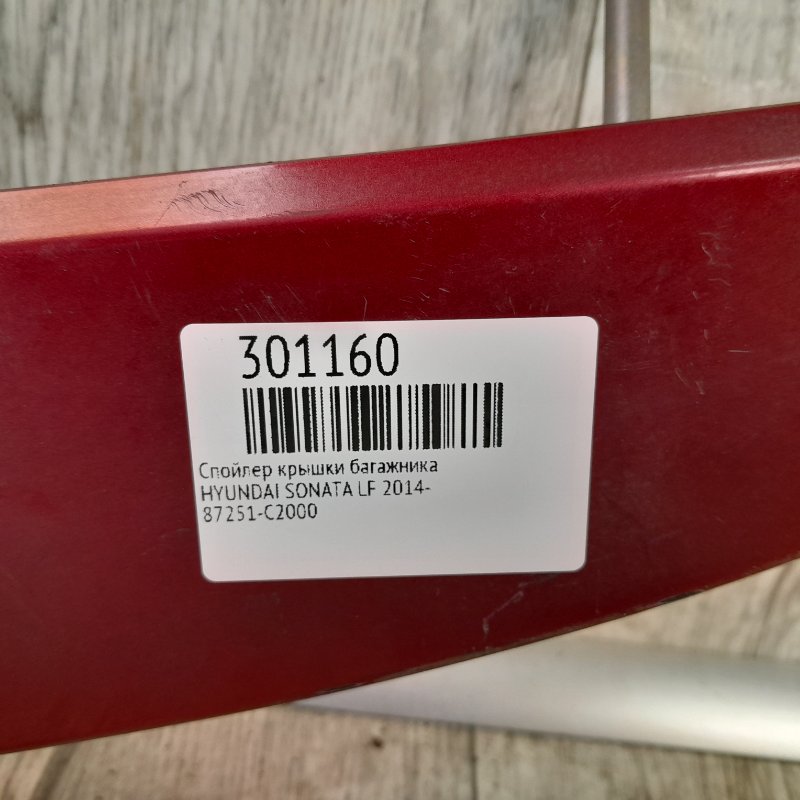 301160
Спойлер крышки багажника
HYUNDAI SONATA LF 2014-
87251-C2000